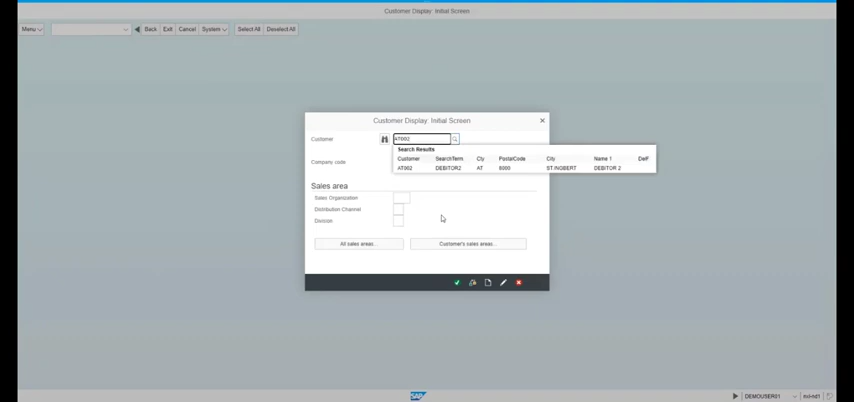 Customer Display: Initial Screen
Menu Back Exit Cancel System Select All Deselect All
Customer Display: Initial Screen
Customer AT002
Search Results
Customer SearchTerm Cty PostalCode City Name 1 DelF
AT002 DEBITOR2 AT 8000 ST.INGBERT DEBITOR 2
Company code
Sales area
Sales Organization
Distribution Channel
Division
All sales areas... Customer's sales areas...
SAP DEMOUSER01